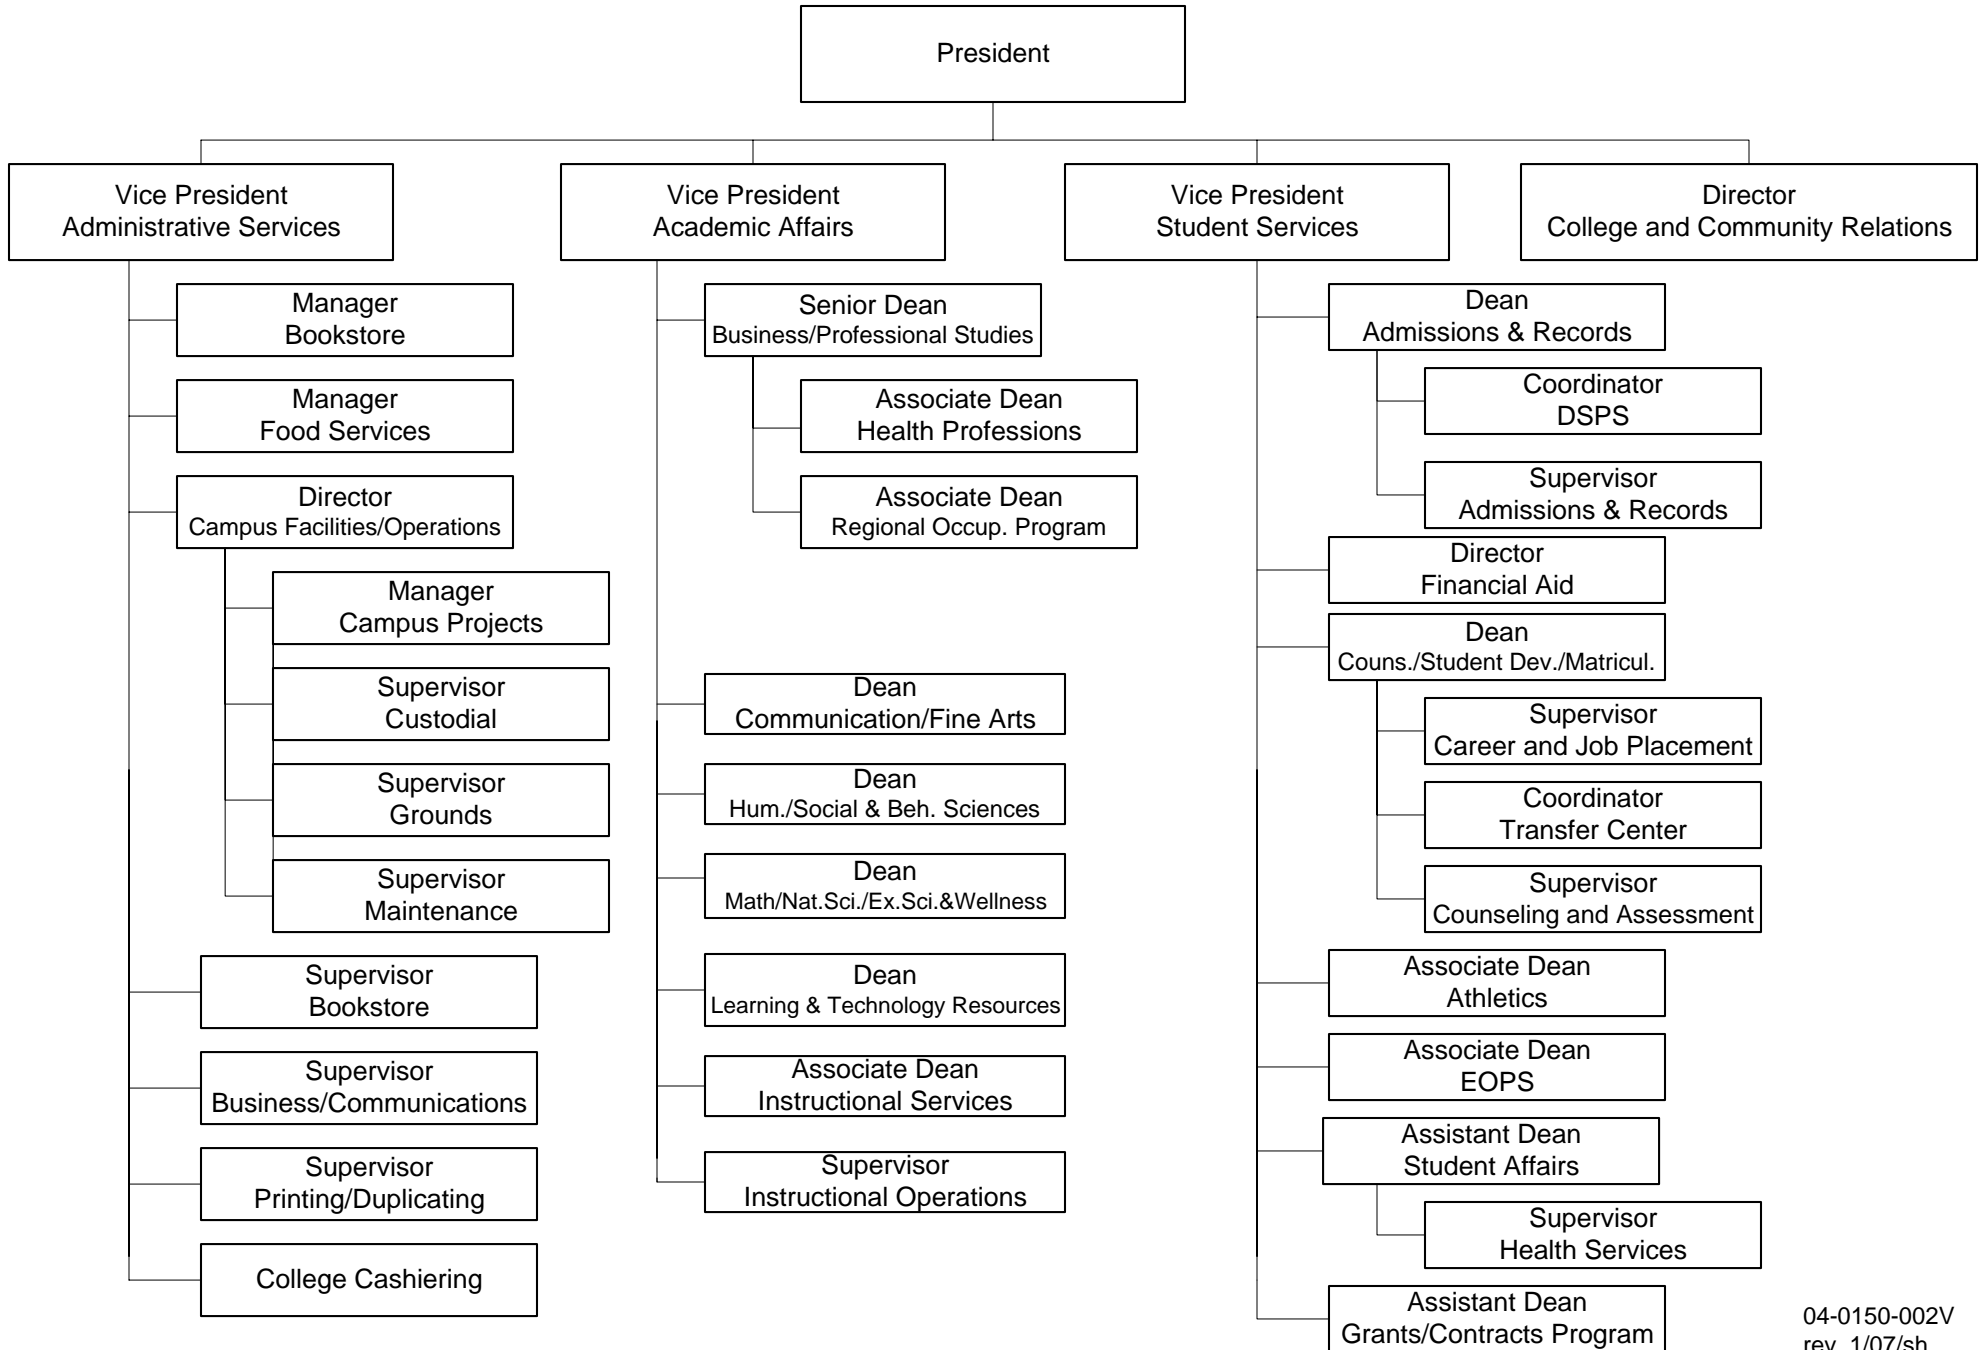 President
Vice President
Administrative Services
Vice President
Academic Affairs
Vice President
Student Services
Director
College and Community Relations
Manager
Bookstore
Manager
Food Services
Director
Campus Facilities/Operations
Manager
Campus Projects
Supervisor
Custodial
Supervisor
Grounds
Supervisor
Maintenance
Supervisor
Bookstore
Supervisor
Business/Communications
Supervisor
Printing/Duplicating
College Cashiering
Senior Dean
Business/Professional Studies
Associate Dean
Health Professions
Associate Dean
Regional Occup. Program
Dean
Communication/Fine Arts
Dean
Hum./Social & Beh. Sciences
Dean
Math/Nat.Sci./Ex.Sci.&Wellness
Dean
Learning & Technology Resources
Associate Dean
Instructional Services
Supervisor
Instructional Operations
Dean
Admissions & Records
Coordinator
DSPS
Supervisor
Admissions & Records
Director
Financial Aid
Dean
Couns./Student Dev./Matricul.
Supervisor
Career and Job Placement
Coordinator
Transfer Center
Supervisor
Counseling and Assessment
Associate Dean
Athletics
Associate Dean
EOPS
Assistant Dean
Student Affairs
Supervisor
Health Services
Assistant Dean
Grants/Contracts Program
04-0150-002V
rev. 1/07/sh